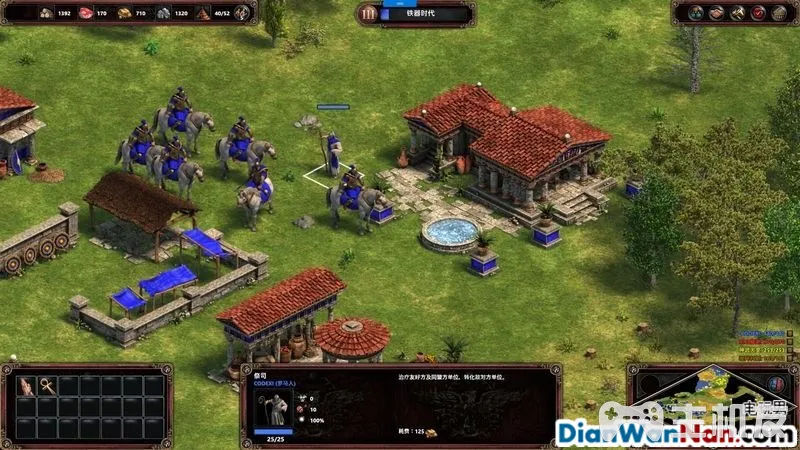 1392 170 710 1320 40/52
III 铁器时代
祭司
CODEXI (罗马人)
0
10
100%
25/25
治疗友好方及同盟方单位。转化敌对方单位。
耗费：125
DianWanNan.com